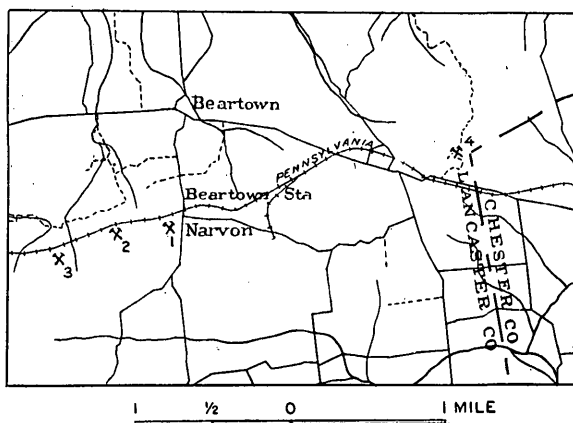 Beartown
PENNSYLVANIA
4
Beartown Sta
Narvon
1
2
3
LANCASTER CO
CHESTER CO
1 ½ 0 1 MILE